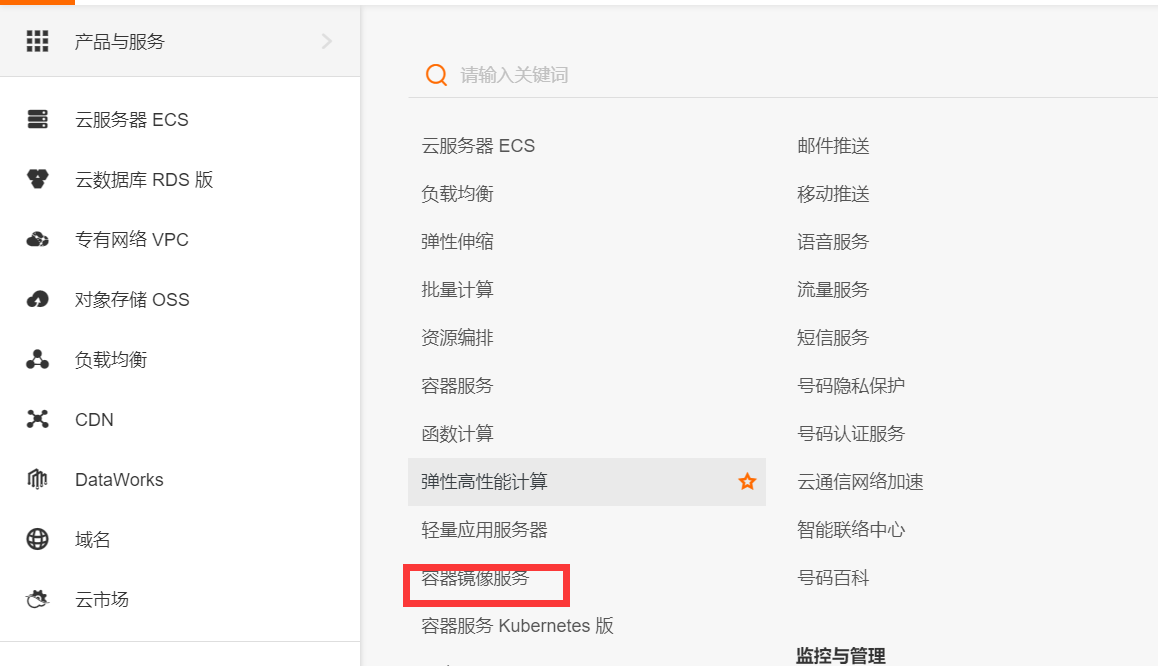 产品与服务
云服务器 ECS
云数据库 RDS 版
专有网络 VPC
对象存储 OSS
负载均衡
CDN
DataWorks
域名
云市场
请输入关键词
云服务器 ECS
负载均衡
弹性伸缩
批量计算
资源编排
容器服务
函数计算
弹性高性能计算
轻量应用服务器
容器镜像服务
容器服务 Kubernetes 版
邮件推送
移动推送
语音服务
流量服务
短信服务
号码隐私保护
号码认证服务
云通信网络加速
智能联络中心
号码百科
监控与管理